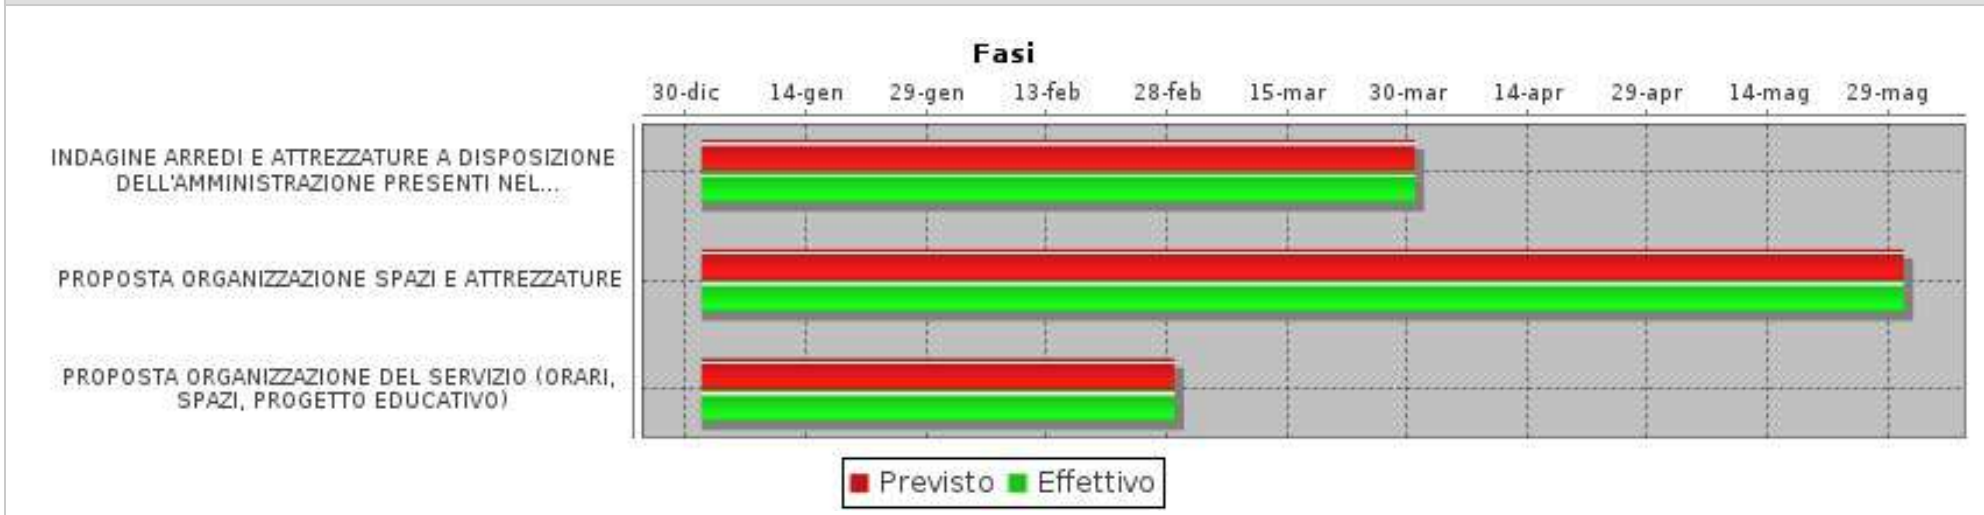 Fasi
30-dic 14-gen 29-gen 13-feb 28-feb 15-mar 30-mar 14-apr 29-apr 14-mag 29-mag
INDAGINE ARREDI E ATTREZZATURE A DISPOSIZIONE
DELL'AMMINISTRAZIONE PRESENTI NEL...
PROPOSTA ORGANIZZAZIONE SPAZI E ATTREZZATURE
PROPOSTA ORGANIZZAZIONE DEL SERVIZIO (ORARI,
SPAZI, PROGETTO EDUCATIVO)
Previsto Effettivo